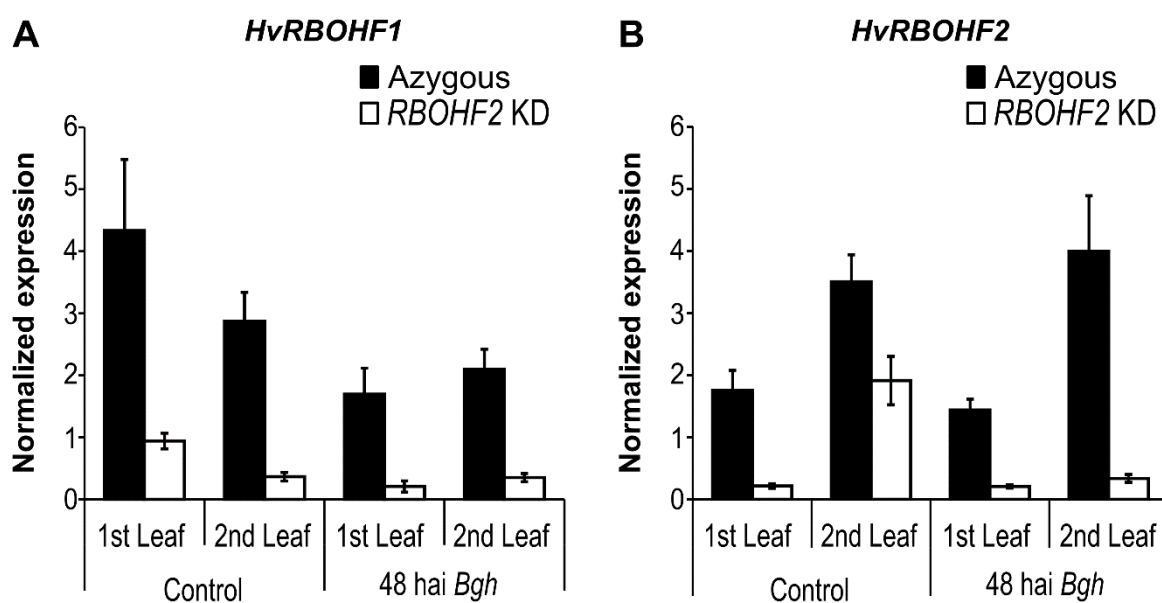 A
HvRBOHF1
Azygous
RBOHF2 KD
Normalized expression
6
5
4
3
2
1
0
1st Leaf 2nd Leaf 1st Leaf 2nd Leaf
Control 48 hai Bgh
B
HvRBOHF2
Azygous
RBOHF2 KD
Normalized expression
6
5
4
3
2
1
0
1st Leaf 2nd Leaf 1st Leaf 2nd Leaf
Control 48 hai Bgh